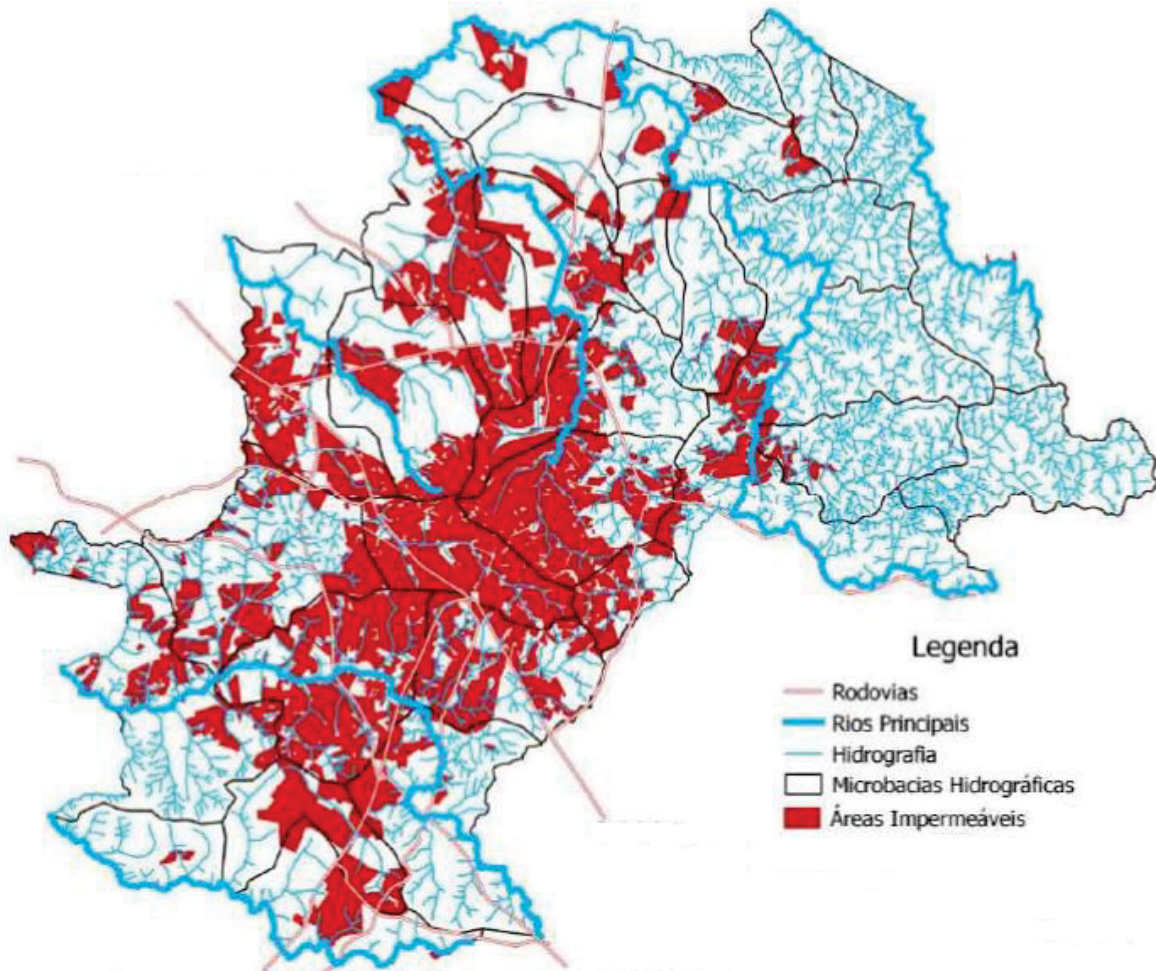 Legenda
Rodovias
Rios Principais
Hidrografia
Microbacias Hidrográficas
Áreas Impermeáveis